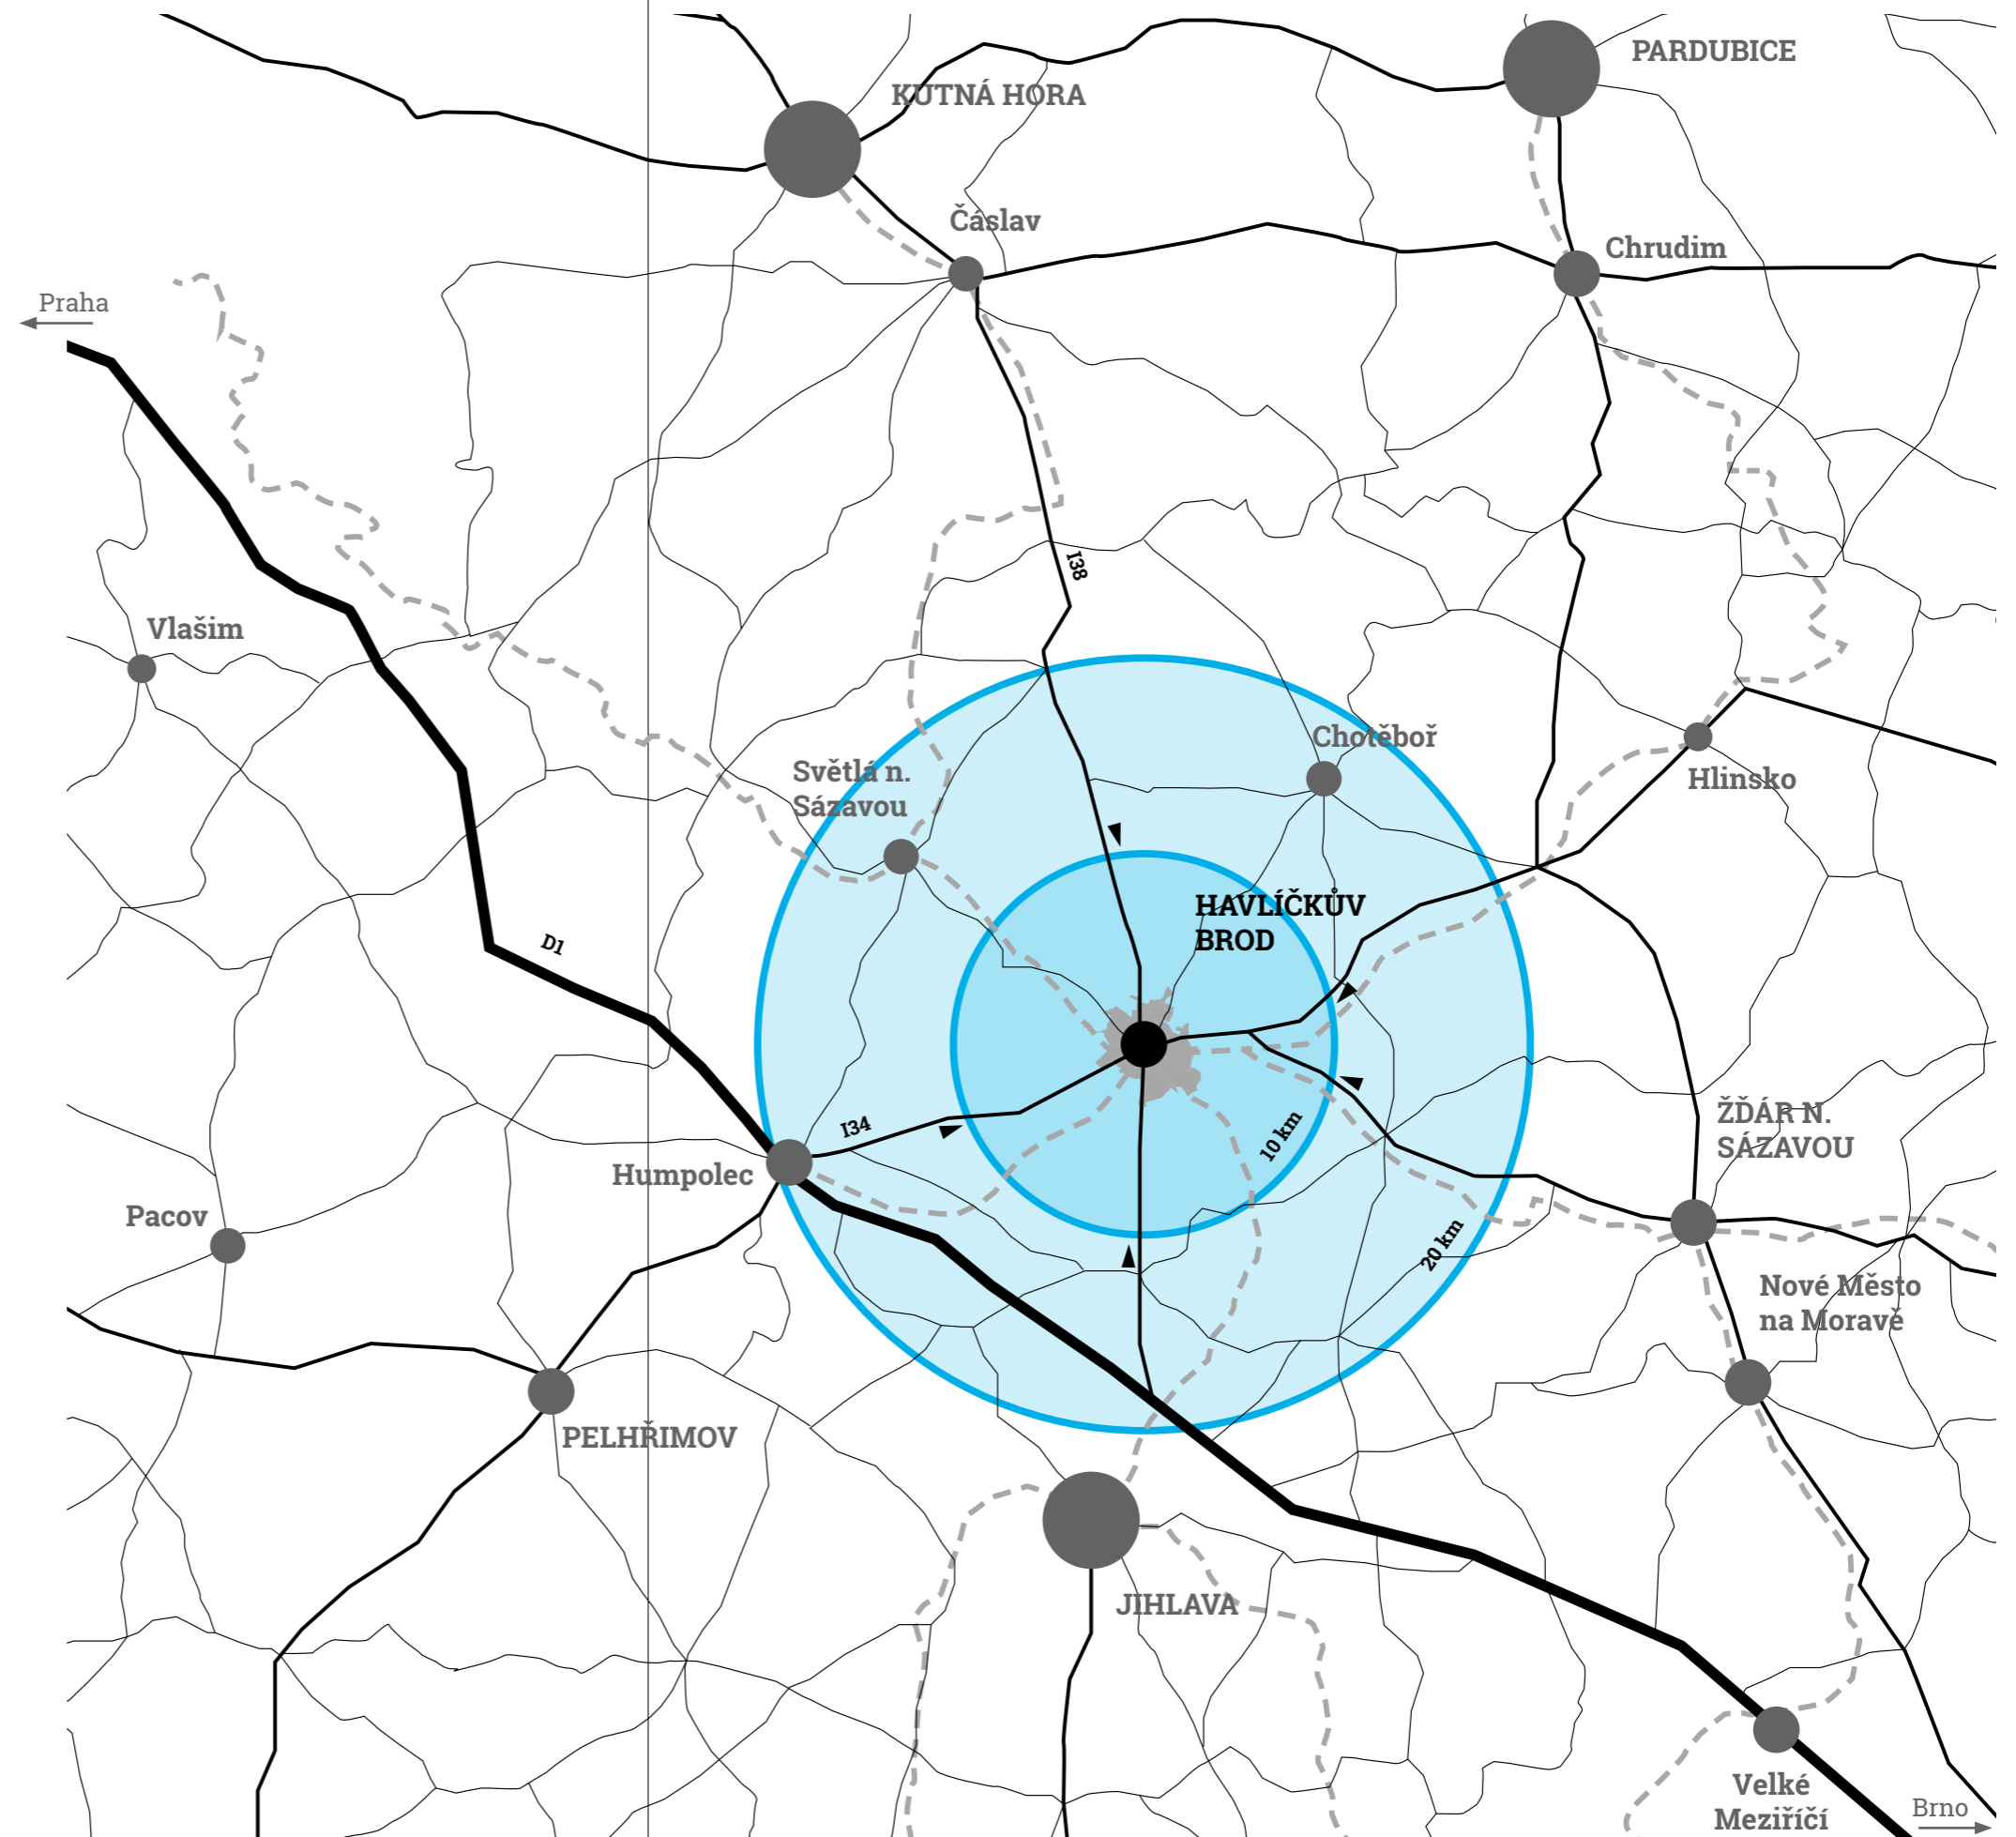 PARDUBICE
KUTNÁ HORA
Čáslav
Chrudim
Praha
I38
Vlašim
Chotěboř
Světlá n.
Sázavou
Hlinsko
HAVLÍČKŮV
BROD
D1
I34
10 km
ŽĎÁR N.
SÁZAVOU
Humpolec
Pacov
20 km
Nové Město
na Moravě
PELHŘIMOV
JIHLAVA
Velké
Meziříčí
Brno